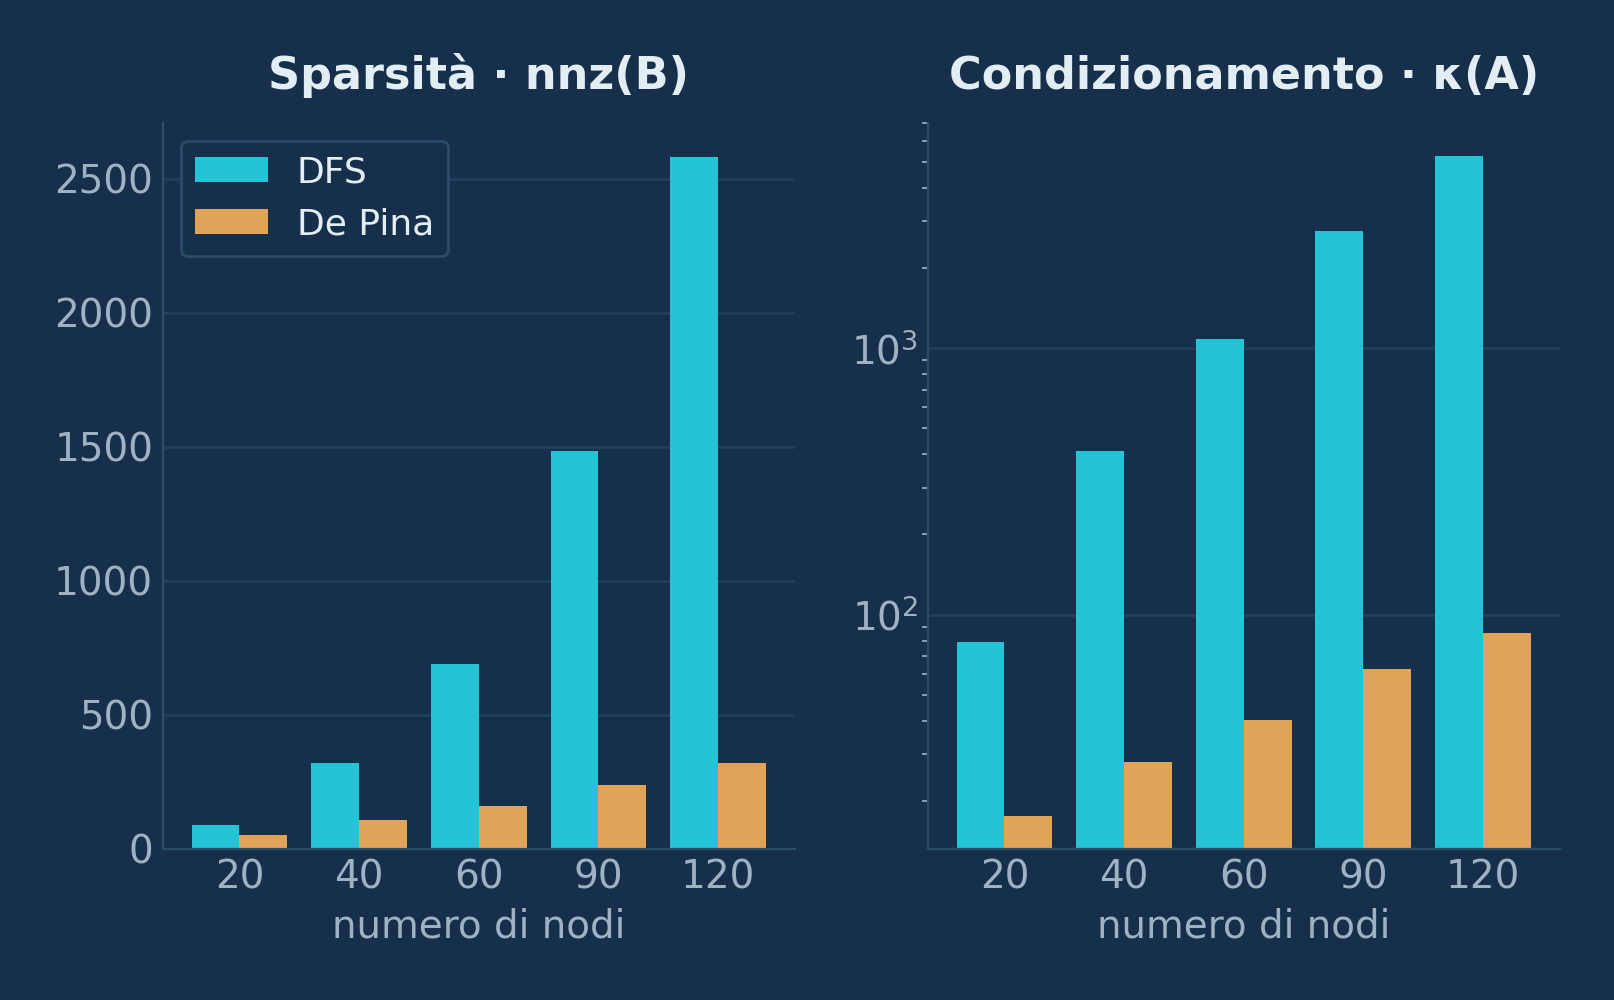 Sparsità · nnz(B)
DFS
De Pina
2500
2000
1500
1000
500
0
20 40 60 90 120
numero di nodi
Condizionamento · κ(A)
10³
10²
20 40 60 90 120
numero di nodi